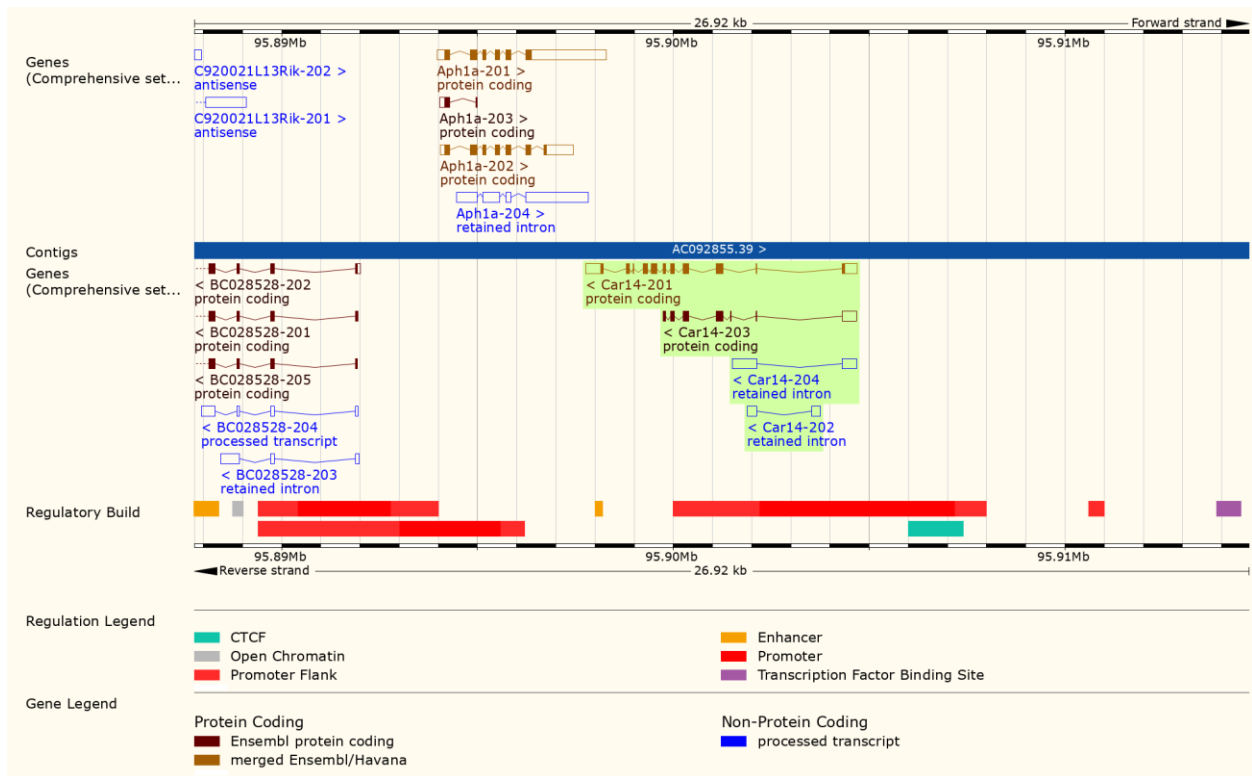 26.92 kb
Forward strand
95.89Mb 95.90Mb 95.91Mb
Genes
(Comprehensive set...
C920021L13Rik-202 >
antisense
C920021L13Rik-201 >
antisense
Aph1a-201 >
protein coding
Aph1a-203 >
protein coding
Aph1a-202 >
protein coding
Aph1a-204 >
retained intron
Contigs
AC092855.39 >
Genes
(Comprehensive set...
< BC028528-202
protein coding
< BC028528-201
protein coding
< BC028528-205
protein coding
< BC028528-204
processed transcript
< BC028528-203
retained intron
< Car14-201
protein coding
< Car14-203
protein coding
< Car14-204
retained intron
< Car14-202
retained intron
Regulatory Build
95.89Mb 95.90Mb 95.91Mb
Reverse strand
26.92 kb
Regulation Legend
CTCF
Open Chromatin
Promoter Flank
Enhancer
Promoter
Transcription Factor Binding Site
Gene Legend
Protein Coding
Ensembl protein coding
merged Ensembl/Havana
Non-Protein Coding
processed transcript